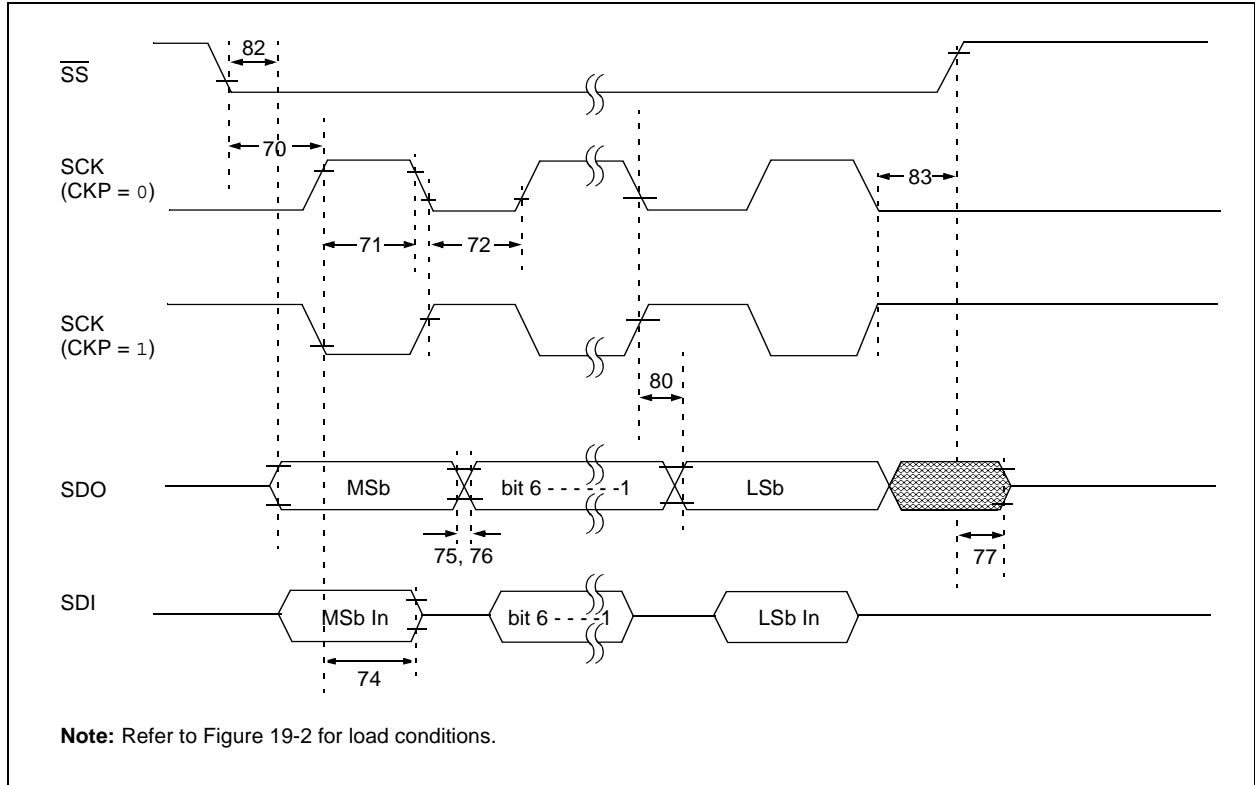 82
SS
70
SCK
(CKP = 0)
83
71
72
SCK
(CKP = 1)
80
SDO
MSb
bit 6 - - - - - -1
LSb
75, 76
77
SDI
MSb In
bit 6 - - - -1
LSb In
74
Note: Refer to Figure 19-2 for load conditions.